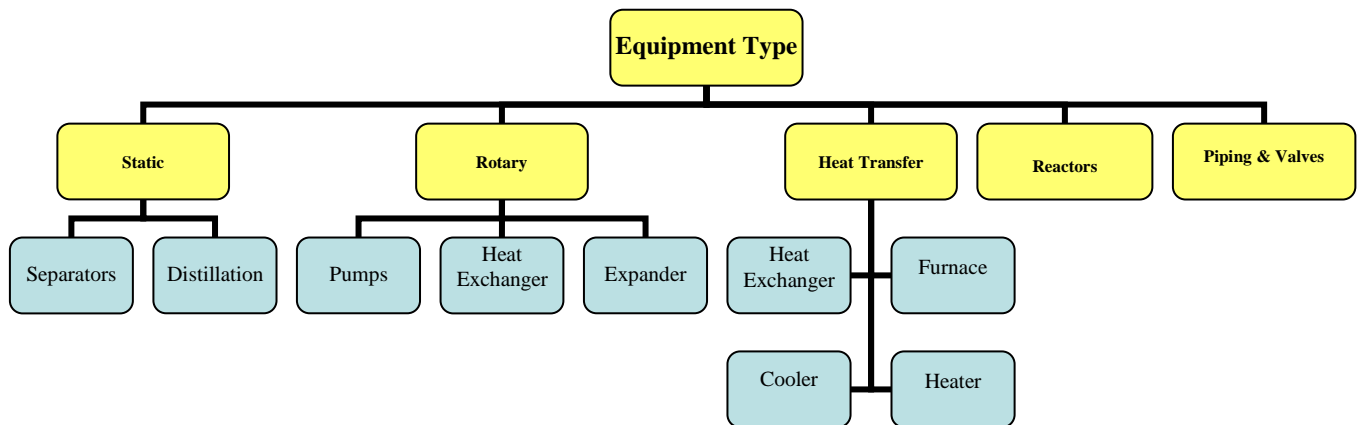 Equipment Type
Static
Rotary
Heat Transfer
Reactors
Piping & Valves
Separators
Distillation
Pumps
Heat
Exchanger
Expander
Heat
Exchanger
Furnace
Cooler
Heater